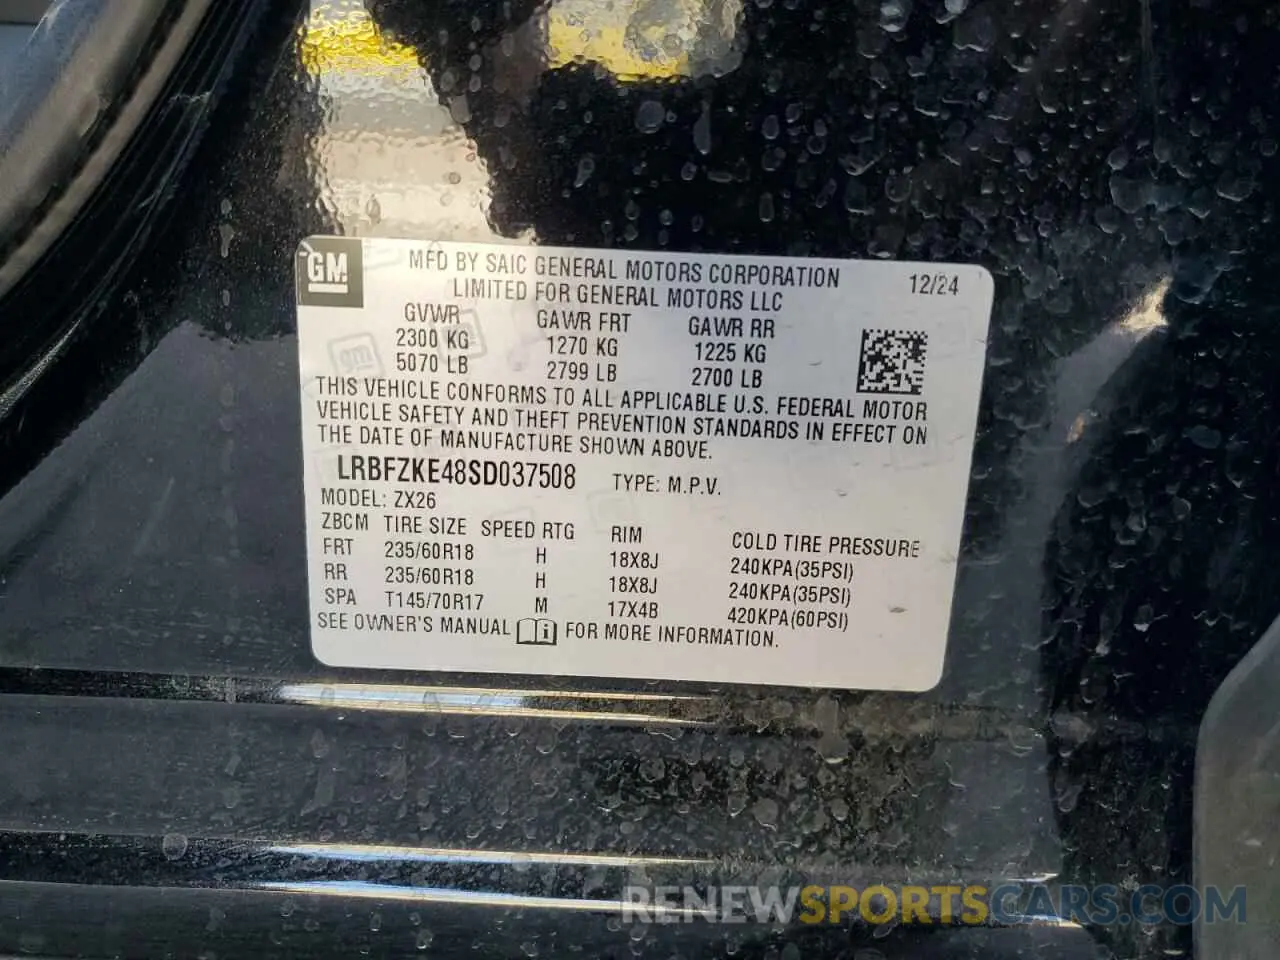 GM
MFD BY SAIC GENERAL MOTORS CORPORATION 12/24
LIMITED FOR GENERAL MOTORS LLC
GVWR GAWR FRT GAWR RR
2300 KG 1270 KG 1225 KG
5070 LB 2799 LB 2700 LB
THIS VEHICLE CONFORMS TO ALL APPLICABLE U.S. FEDERAL MOTOR
VEHICLE SAFETY AND THEFT PREVENTION STANDARDS IN EFFECT ON
THE DATE OF MANUFACTURE SHOWN ABOVE.
LRBFZKE48SD037508 TYPE: M.P.V.
MODEL: ZX26
ZBCM TIRE SIZE SPEED RTG RIM COLD TIRE PRESSURE
FRT 235/60R18 H 18X8J 240KPA(35PSI)
RR 235/60R18 H 18X8J 240KPA(35PSI)
SPA T145/70R17 M 17X4B 420KPA(60PSI)
SEE OWNER'S MANUAL FOR MORE INFORMATION.
RENEWSPORTSCARS.COM